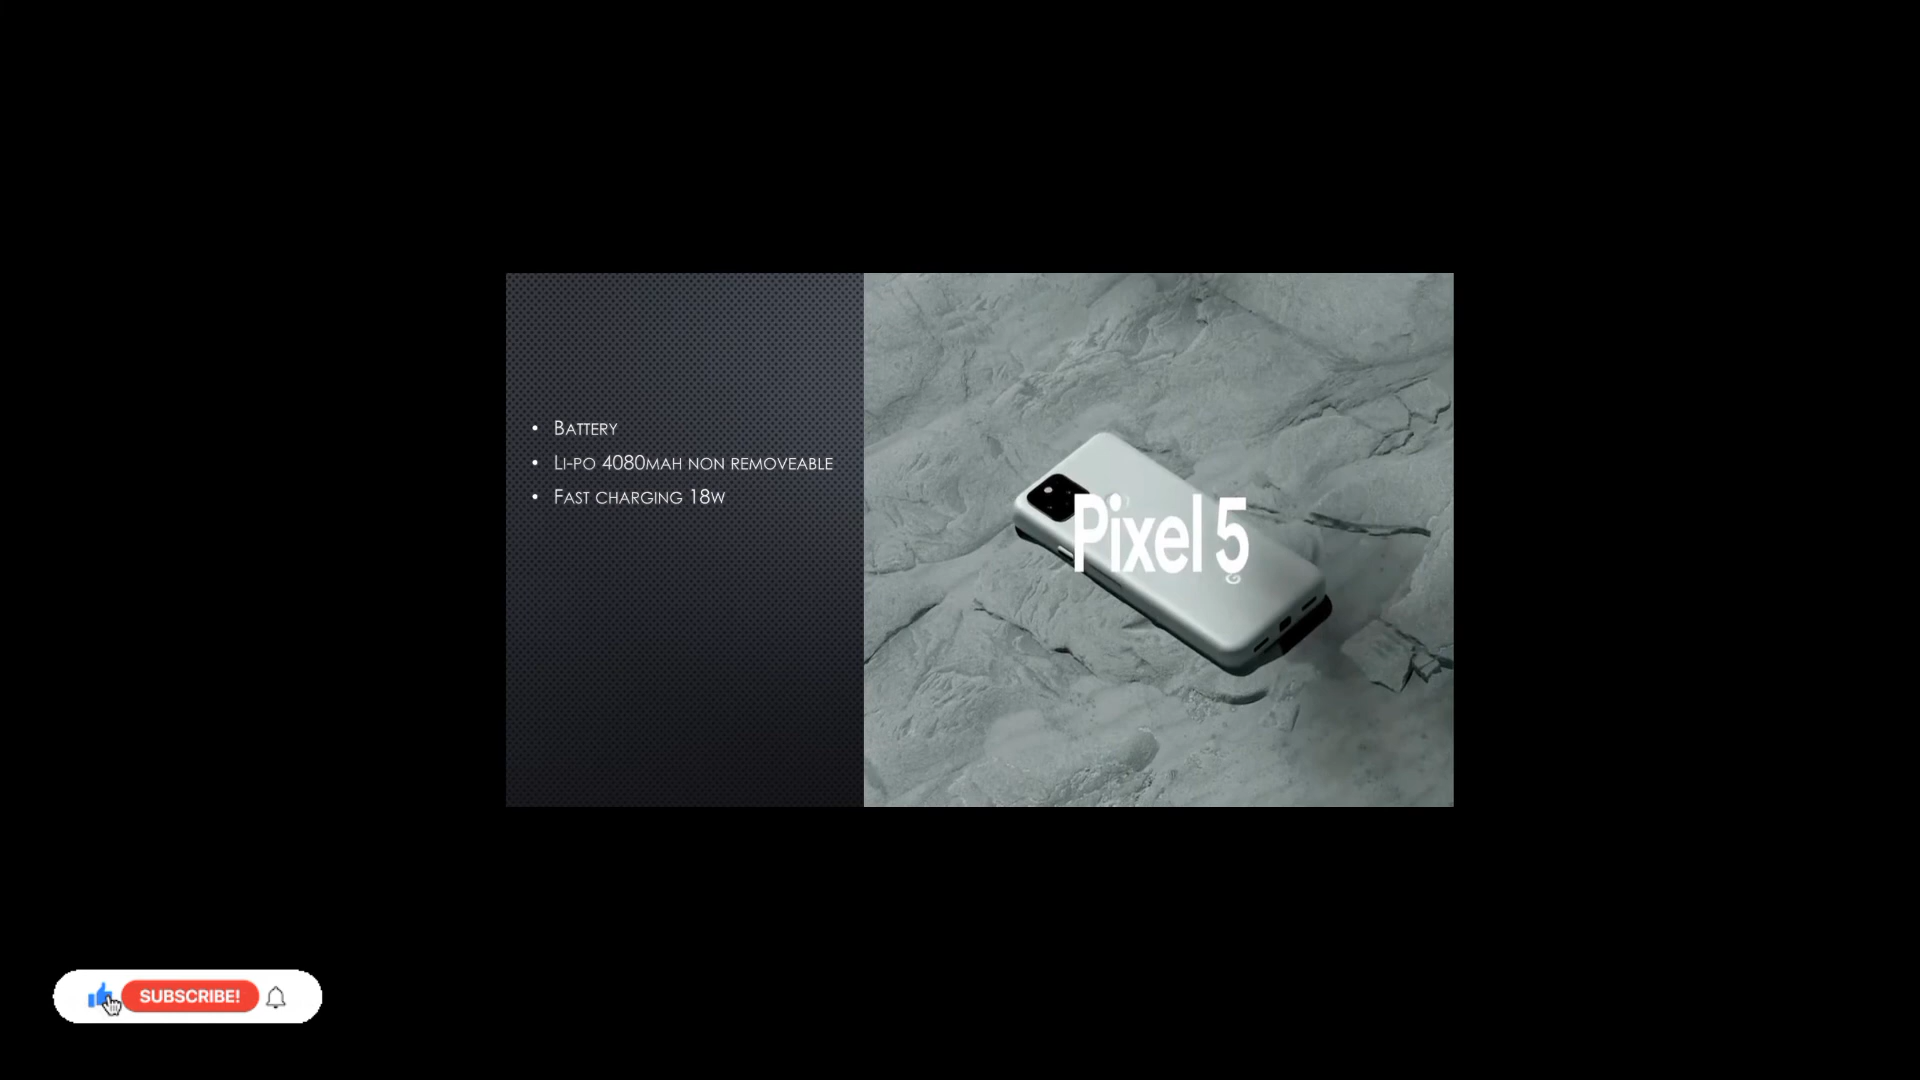 • Battery
• Li-po 4080mah non removeable
• Fast charging 18w
Pixel 5
SUBSCRIBE!